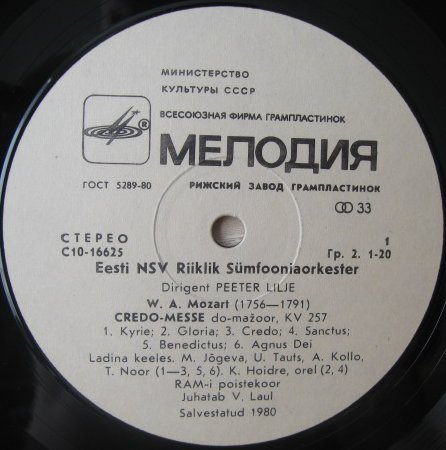 МИНИСТЕРСТВО
КУЛЬТУРЫ СССР
ВСЕСОЮЗНАЯ ФИРМА ГРАМПЛАСТИНОК
®
МЕЛОДИЯ
ГОСТ 5289-80 РИЖСКИЙ ЗАВОД ГРАМПЛАСТИНОК 33
СТЕРЕО 1
С10-16625 Гр. 2. 1-20
Eesti NSV Riiklik Sümfooniaorkester
Dirigent PEETER LILJE
W. A. Mozart (1756—1791)
CREDO-MESSE do-mažoor, KV 257
1. Kyrie; 2. Gloria; 3. Credo; 4. Sanctus;
5. Benedictus; 6. Agnus Dei
Ladina keeles. M. Jõgeva, U. Tauts, A. Kollo,
T. Noor (1—3, 5, 6). K. Hoidre, orel (2, 4)
RAM-i poistekoor
Juhatab V. Laul
Salvestatud 1980